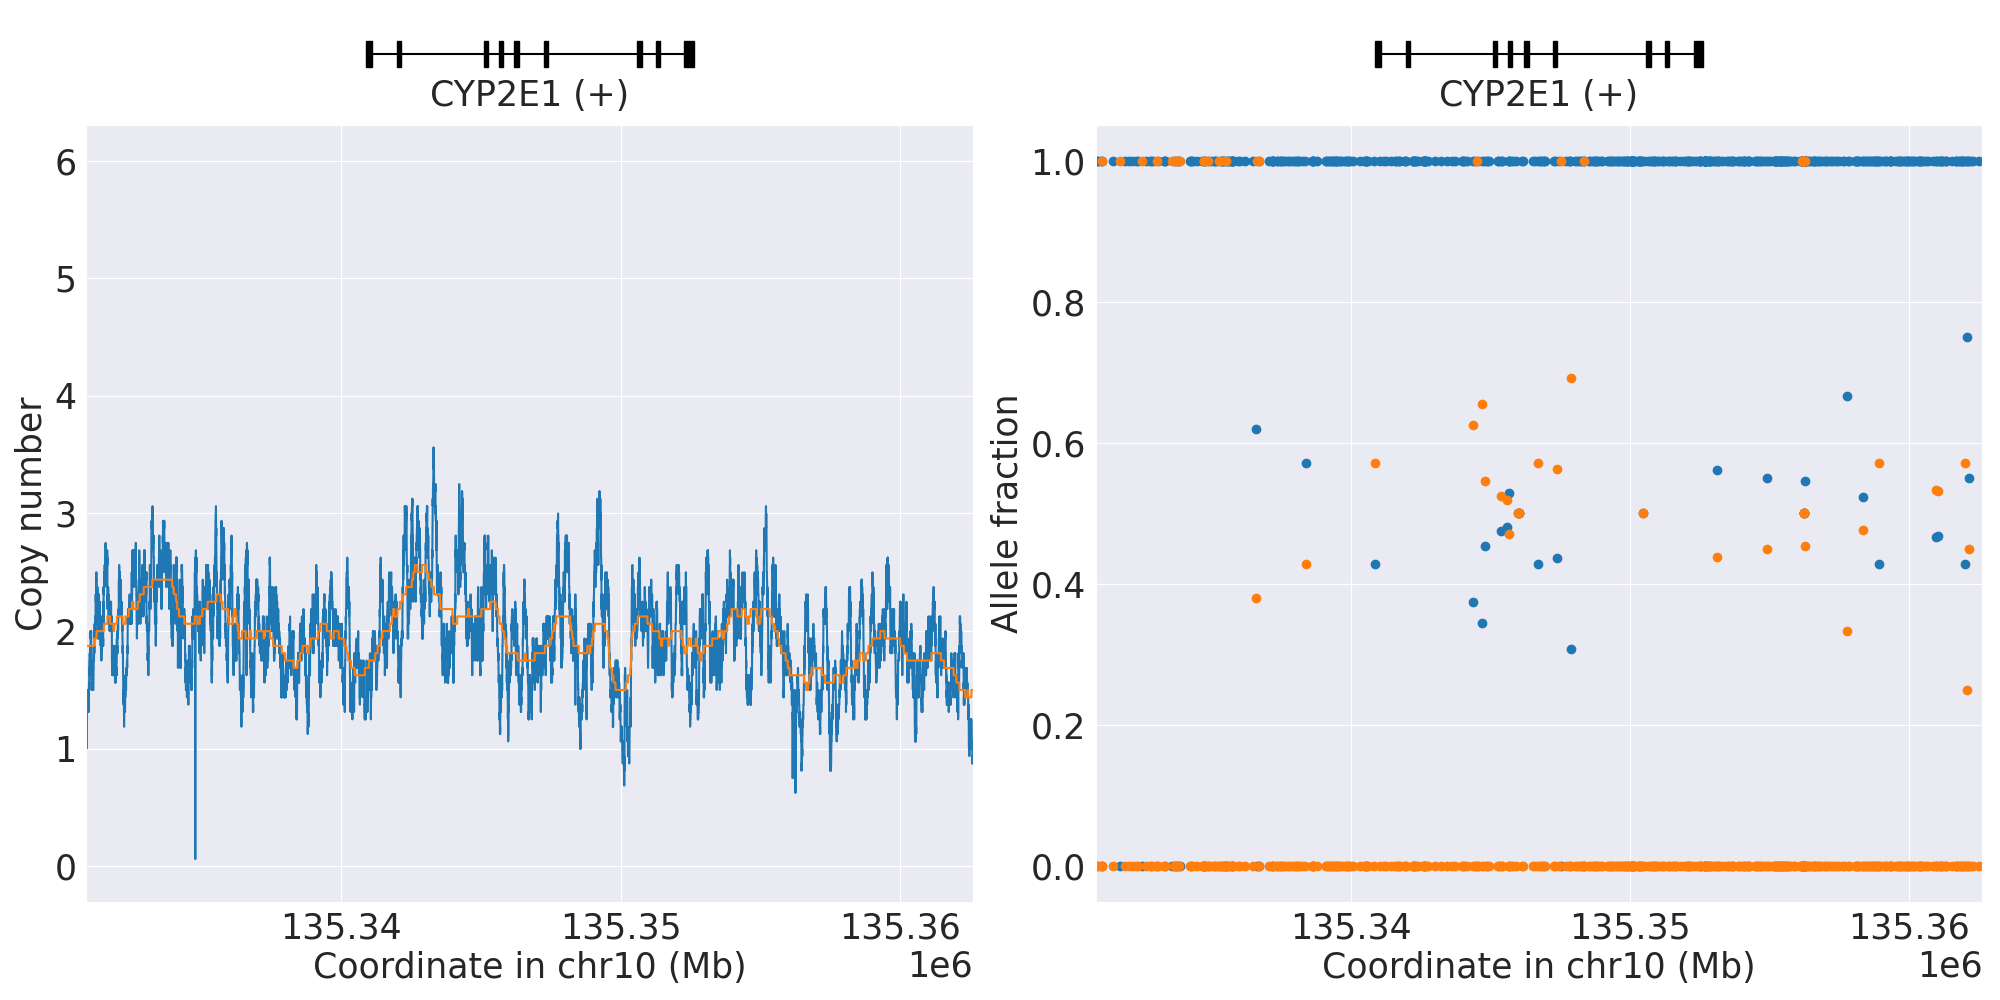 CYP2E1 (+)
6
5
4
3
2
1
0
Copy number
135.34
135.35
135.36
Coordinate in chr10 (Mb)
1e6
CYP2E1 (+)
1.0
0.8
0.6
0.4
0.2
0.0
Allele fraction
135.34
135.35
135.36
Coordinate in chr10 (Mb)
1e6